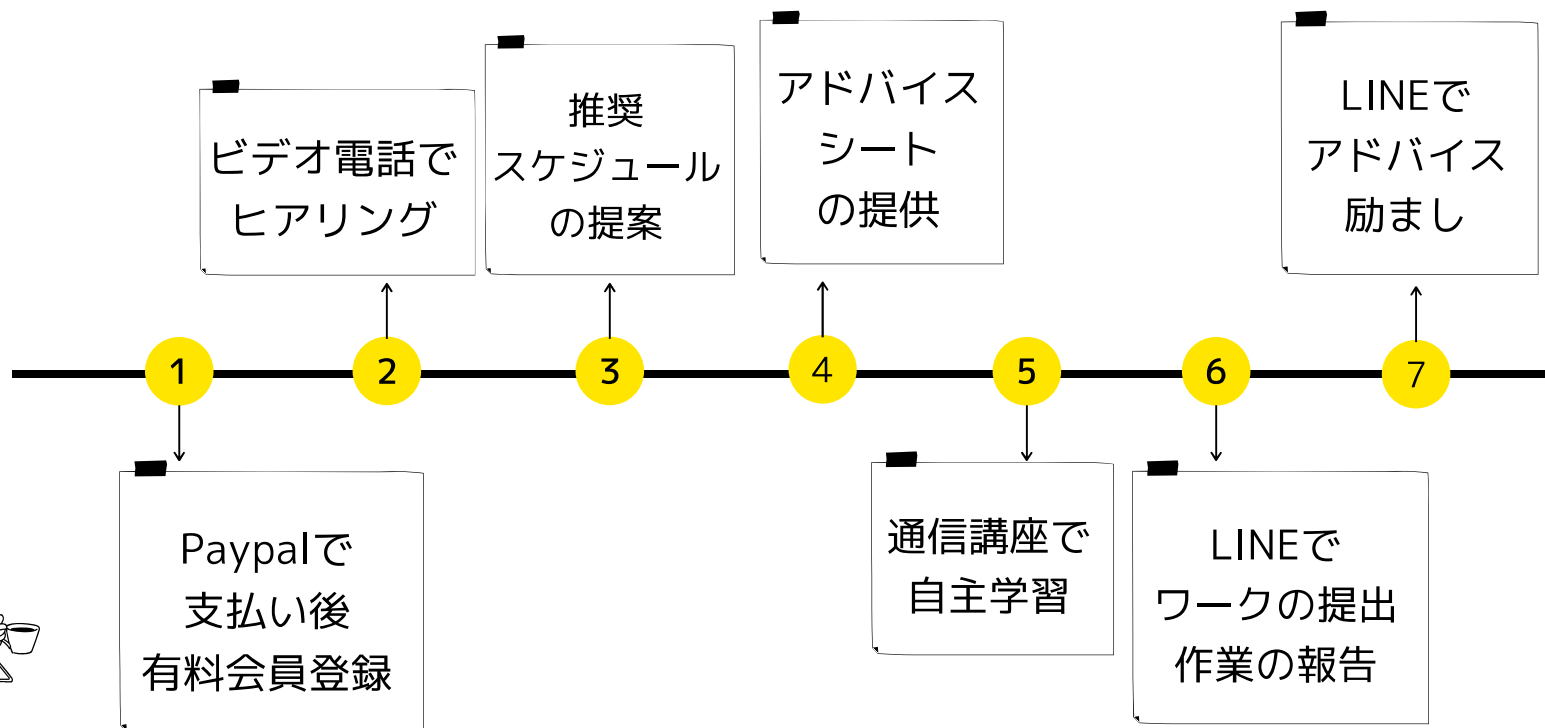 1
Paypalで
支払い後
有料会員登録
2
ビデオ電話で
ヒアリング
3
推奨
スケジュール
の提案
4
アドバイス
シート
の提供
5
通信講座で
自主学習
6
LINEで
ワークの提出
作業の報告
7
LINEで
アドバイス
励まし